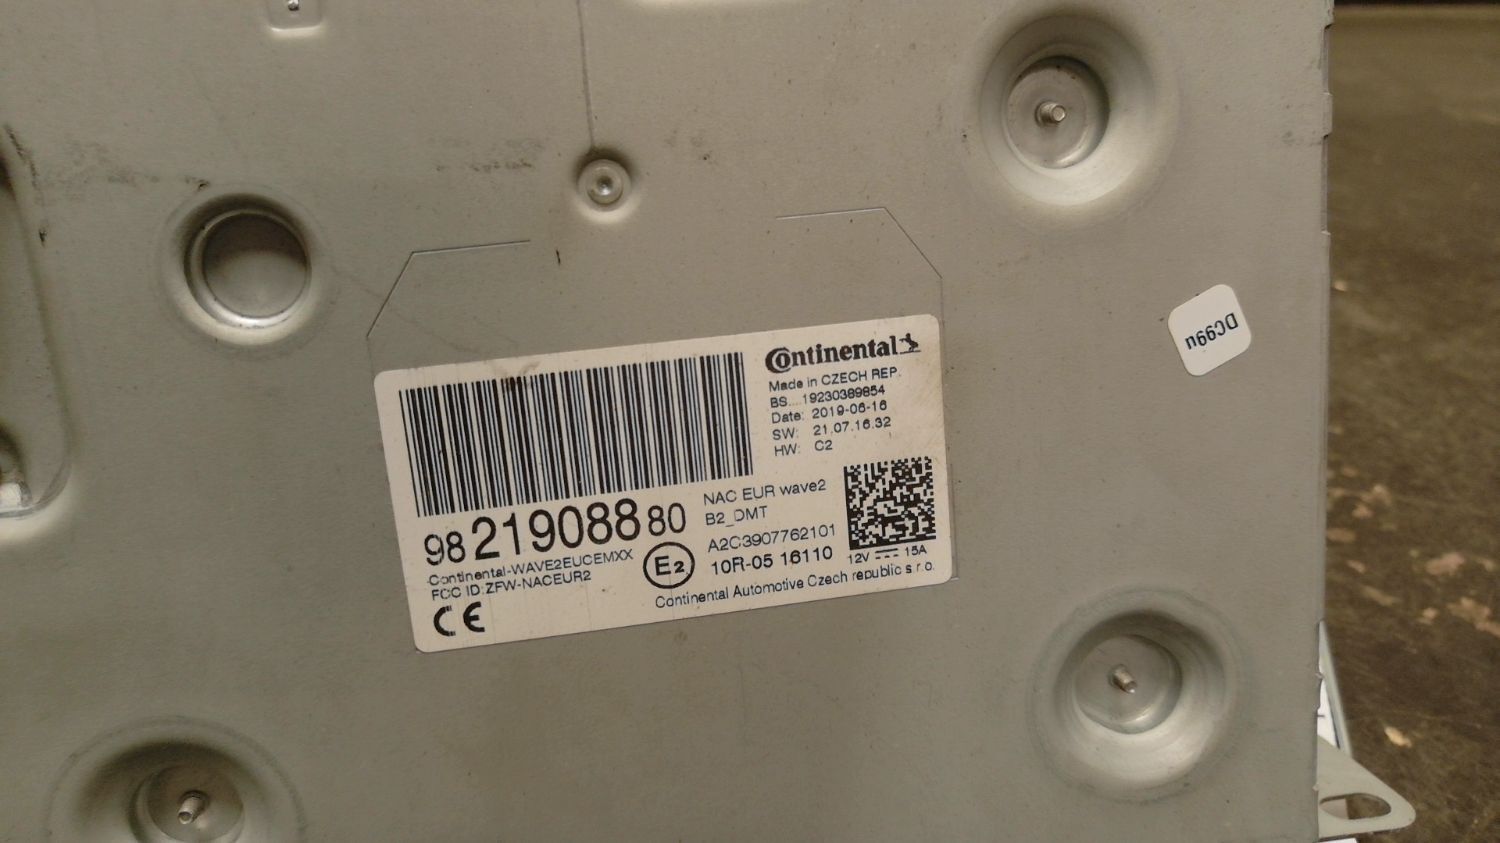 Continental
Made in CZECH REP.
BS....19230389854
Date: 2019-06-16
SW: 21.07.16.32
HW: C2
98 219088 80
NAC EUR wave2
B2_DMT
Continental-WAVE2EUCEMXX
FCC ID:ZFW-NACEUR2
CE
E2
A2C3907762101
10R-05 16110
12V 15A
Continental Automotive Czech republic s.r.o.
DC99u